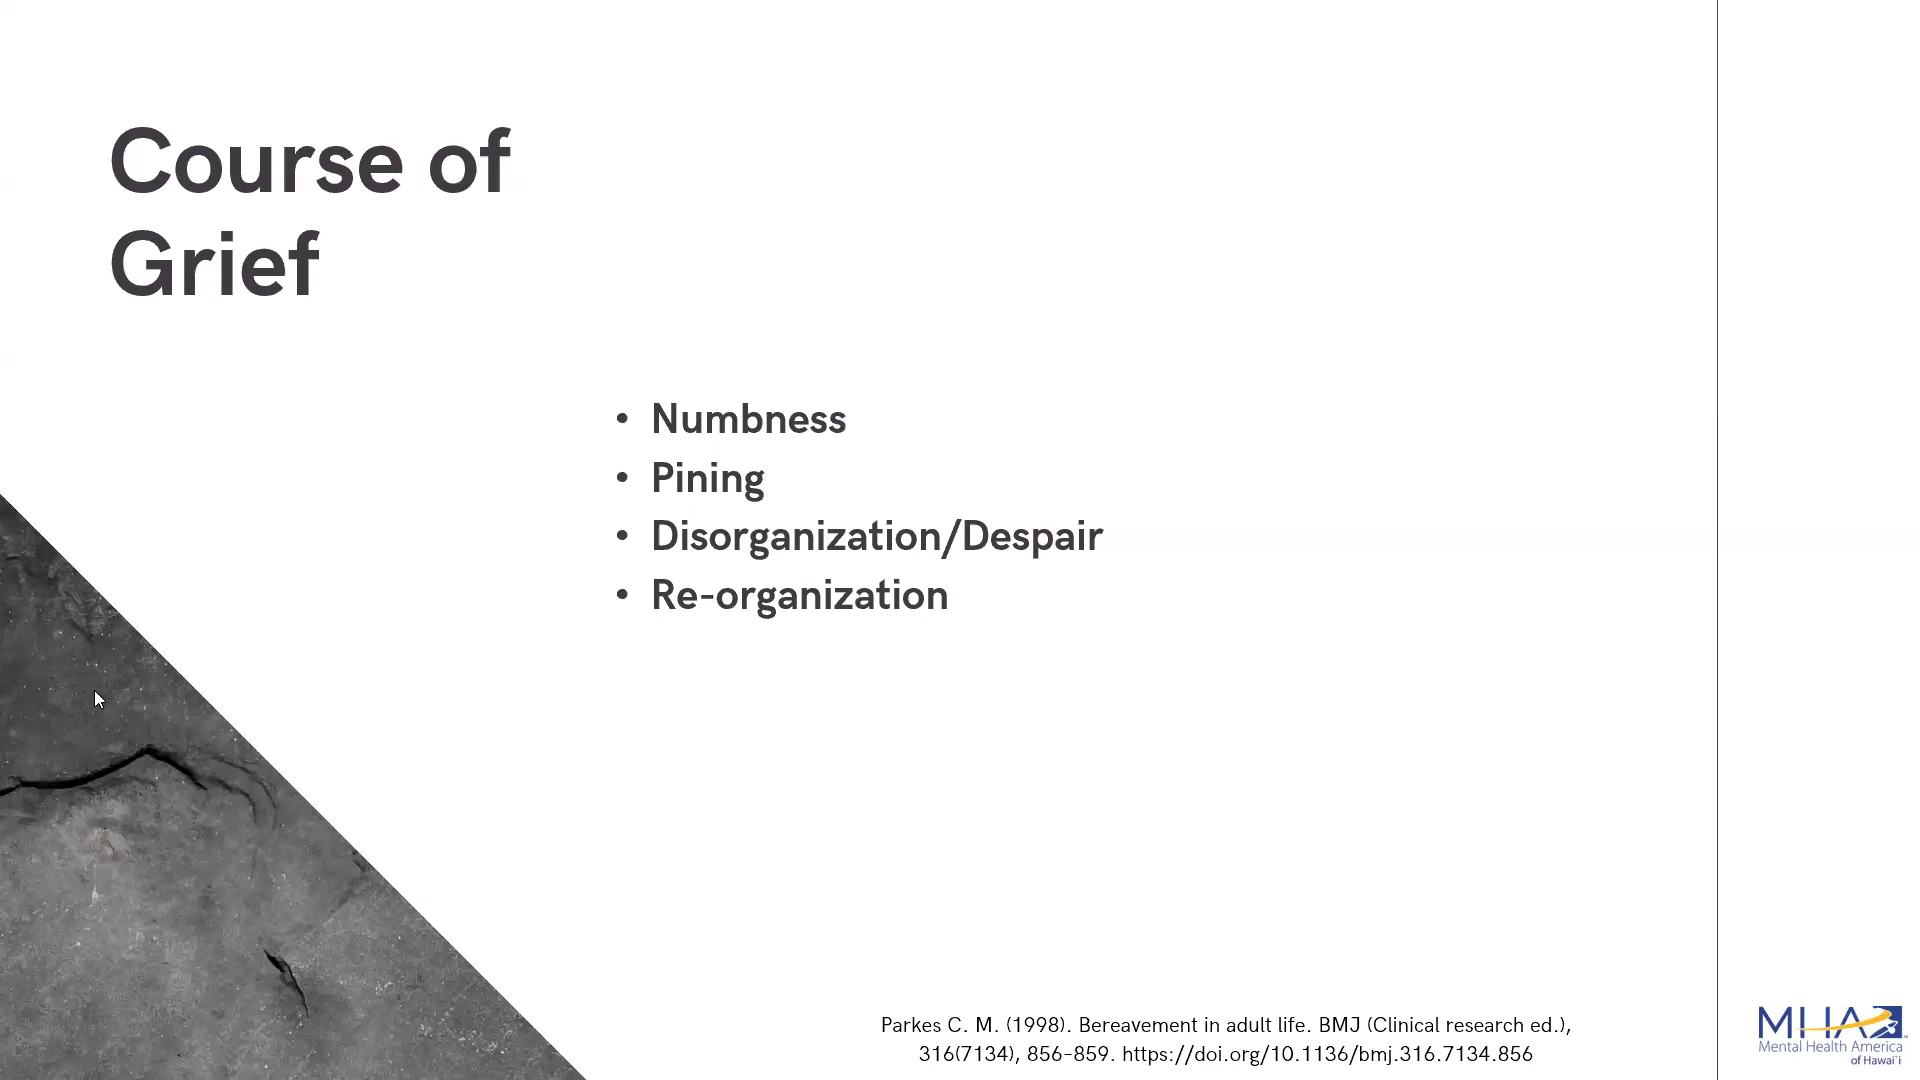 Course of
Grief
• Numbness
• Pining
• Disorganization/Despair
• Re-organization
Parkes C. M. (1998). Bereavement in adult life. BMJ (Clinical research ed.),
316(7134), 856-859. https://doi.org/10.1136/bmj.316.7134.856
MHA
Mental Health America
of Hawai`i